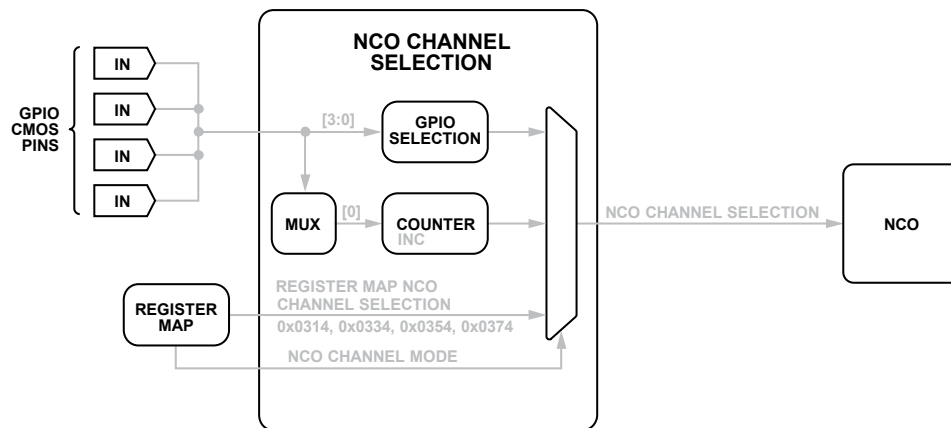 NCO CHANNEL
SELECTION
GPIO
CMOS
PINS
IN
IN
IN
IN
[3:0]
GPIO
SELECTION
MUX
[0]
COUNTER
INC
NCO CHANNEL SELECTION
NCO
REGISTER
MAP
REGISTER MAP NCO
CHANNEL SELECTION
0x0314, 0x0334, 0x0354, 0x0374
NCO CHANNEL MODE